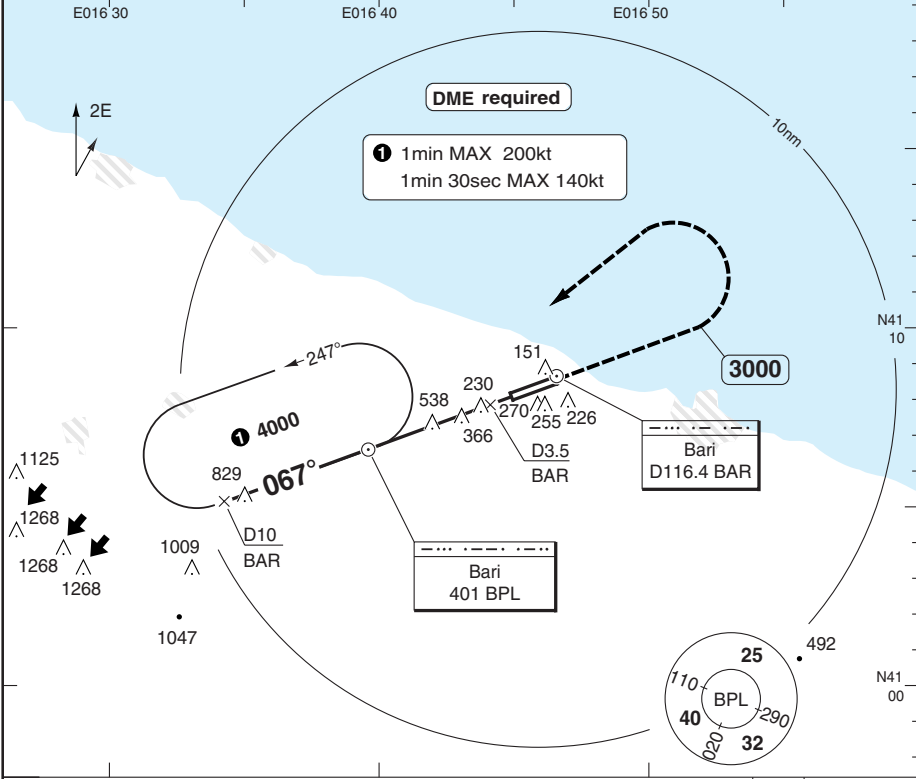 E016 30
E016 40
E016 50
2E
DME required
10nm
1 1min MAX 200kt
1min 30sec MAX 140kt
N41
10
247°
151
3000
230
538
270
255
226
366
1 4000
D3.5
BAR
Bari
D116.4 BAR
1125
829
067°
1268
D10
BAR
1268
1009
1268
Bari
401 BPL
1047
492
25
110
BPL
N41
00
40
290
020
32